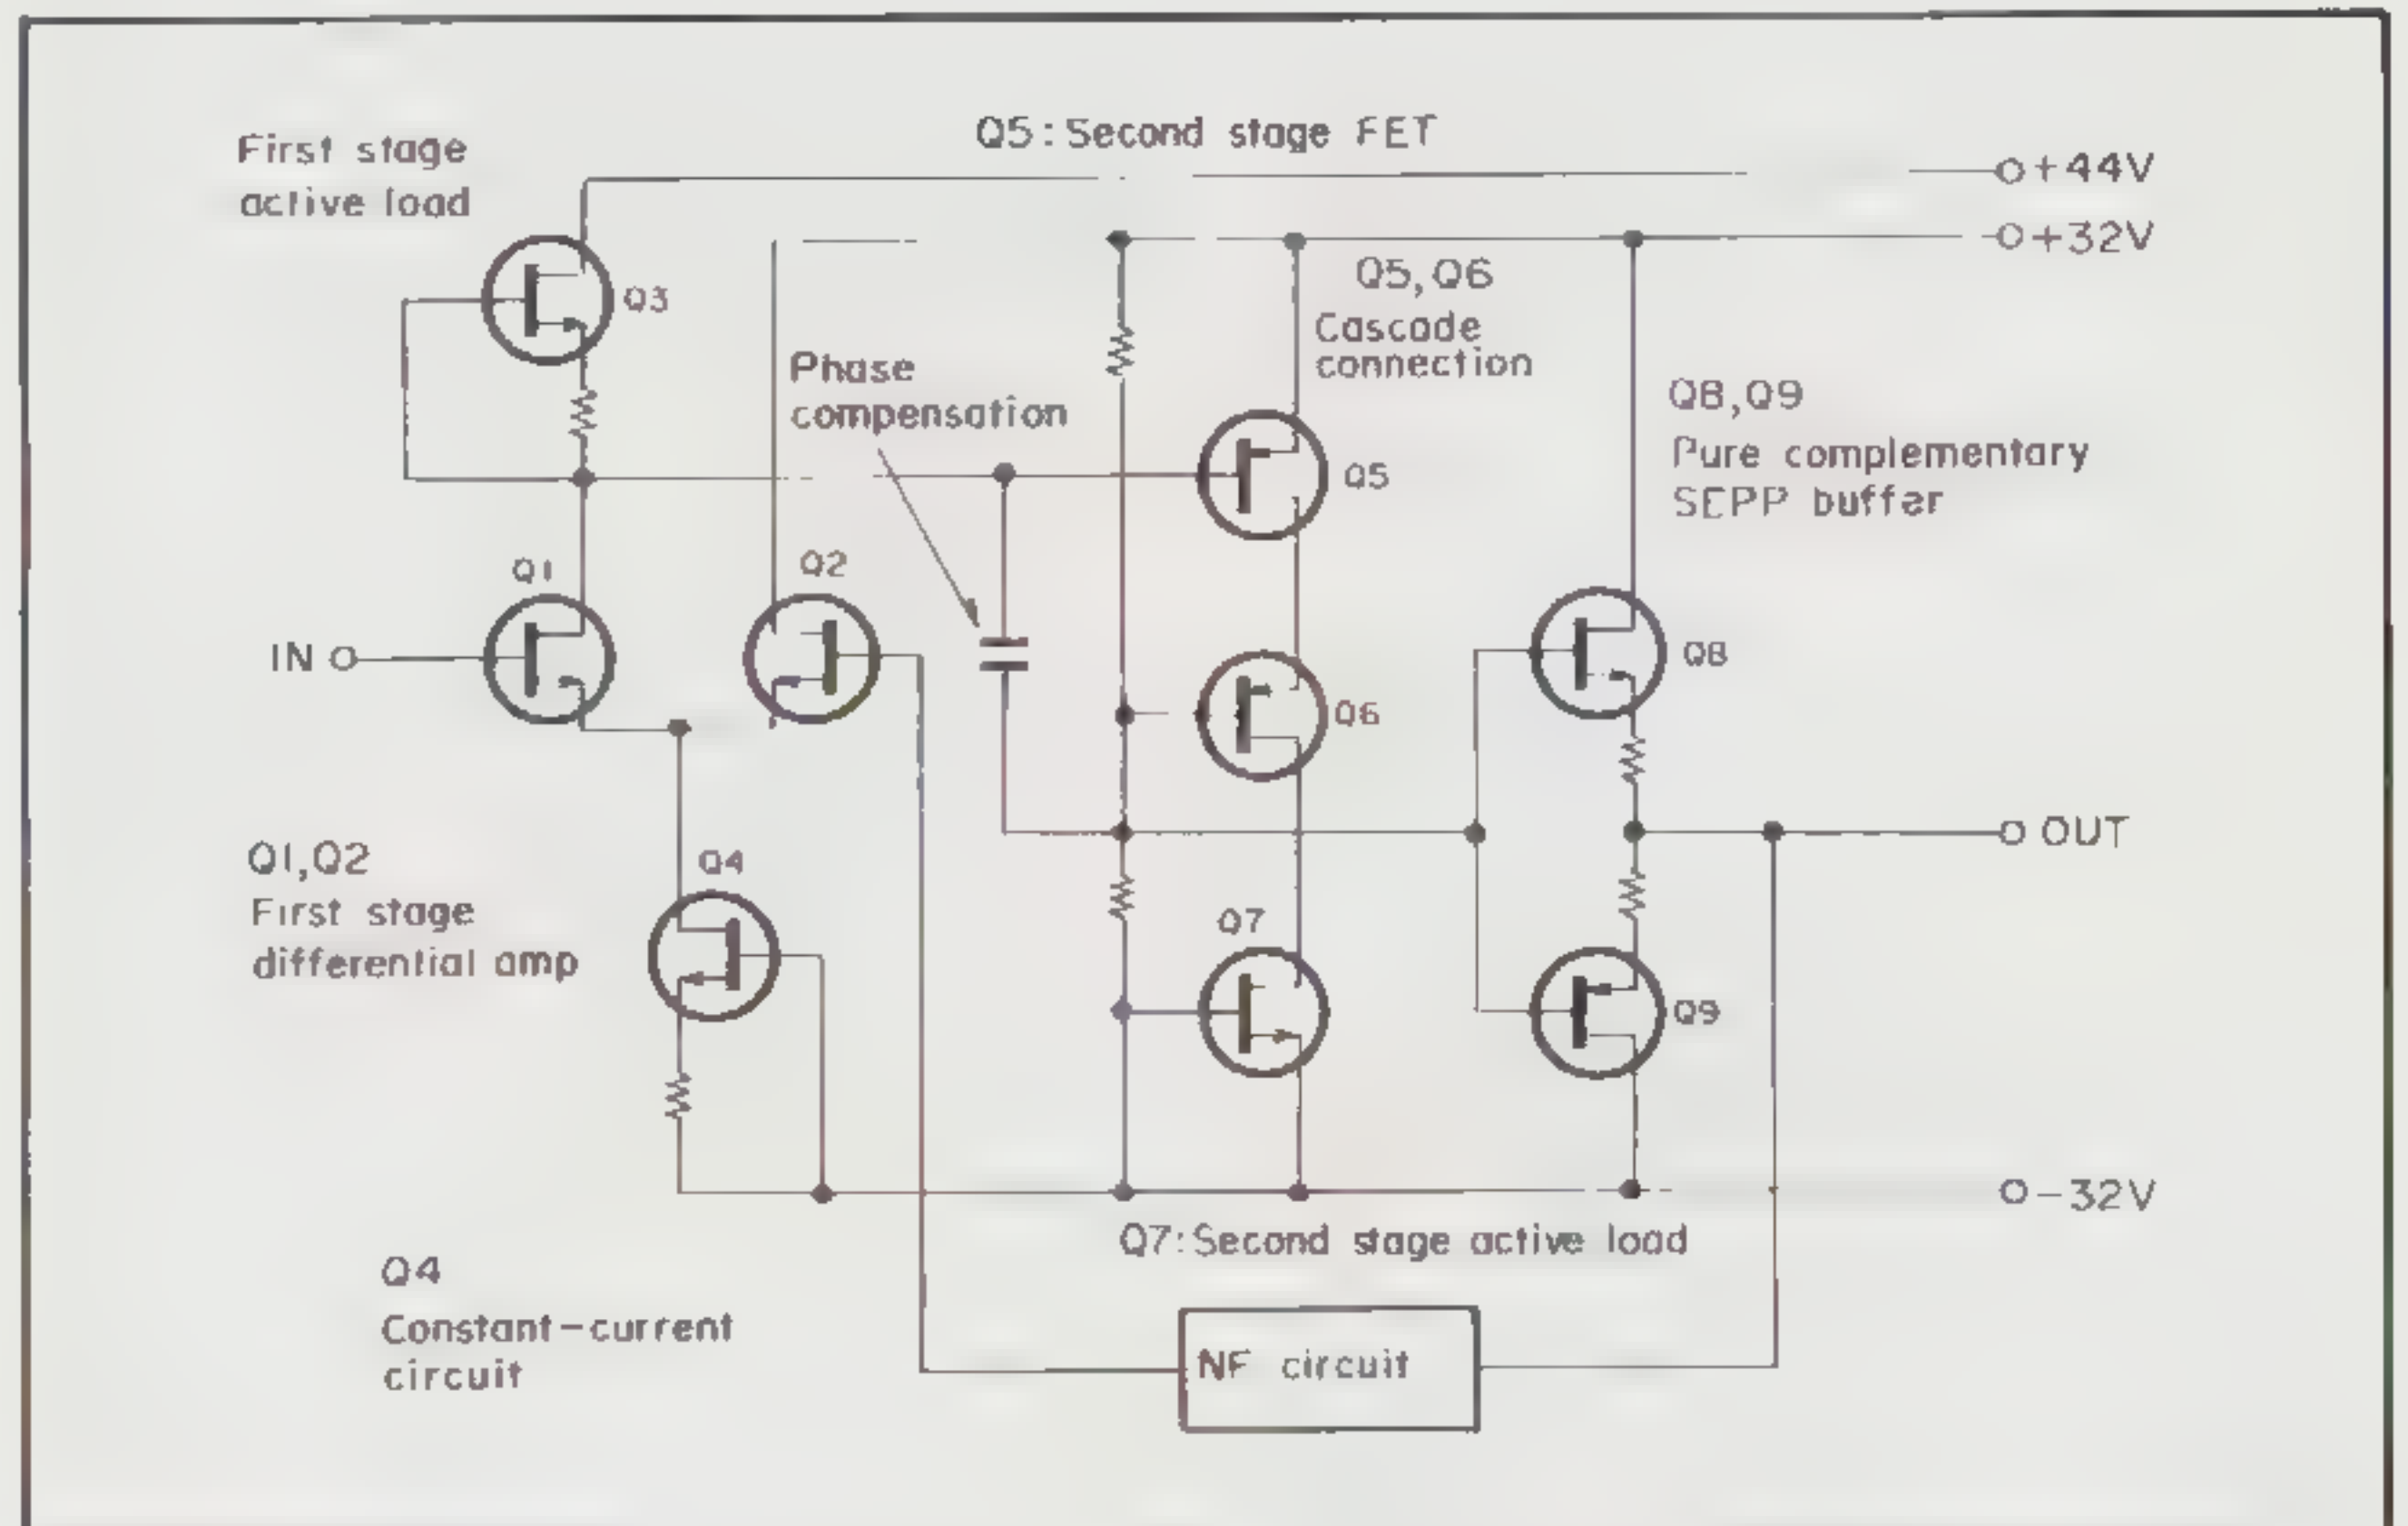 Q5:Second stage FET
First stage
active load
+44V
+32V
Q3
Q5,Q6
Cascade
connection
Phase
compensation
Q8,Q9
Pure complementary
SEPP buffer
Q5
Q1
Q2
IN
Q8
Q6
OUT
Q1,Q2
First stage
differential amp
Q4
Q7
Q9
-32V
Q7:Second stage active load
Q4
Constant-current
circuit
NF circuit